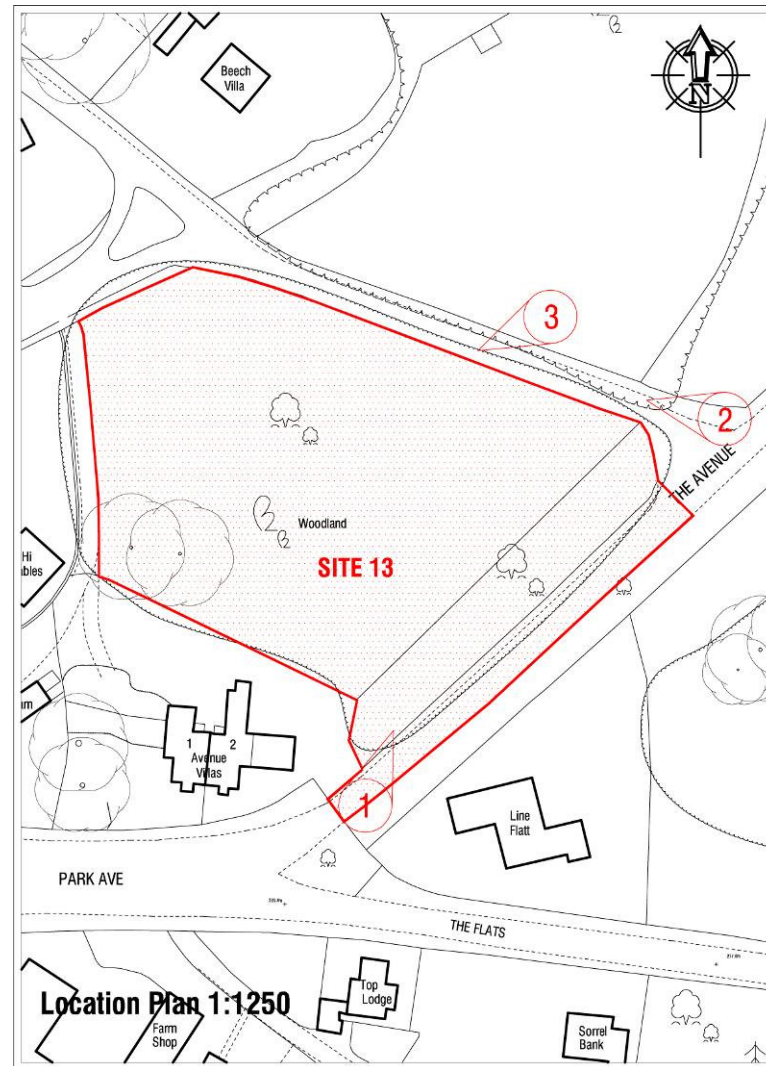 Beech
Villa
N
3
2
THE AVENUE
Woodland
SITE 13
Hi
ables
am
1
2
Avenue
Villas
1
Line
Flatt
PARK AVE
THE FLATS
Top
Lodge
Location Plan 1:1250
Farm
Shop
Sorrel
Bank